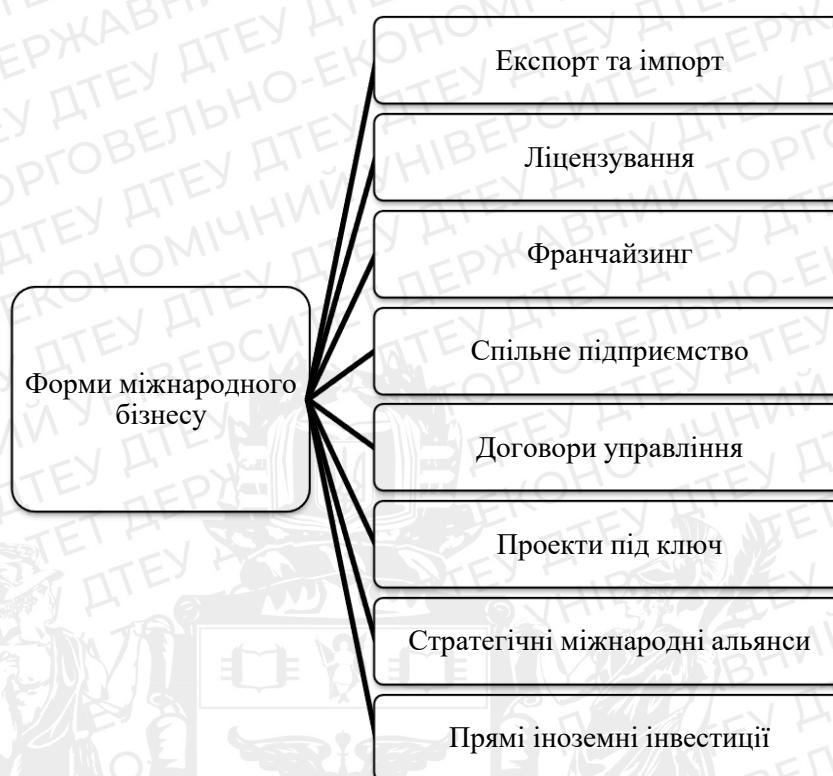 Експорт та імпорт
Ліцензування
Франчайзинг
Спільне підприємство
Форми міжнародного
бізнесу
Договори управління
Проекти під ключ
Стратегічні міжнародні альянси
Прямі іноземні інвестиції